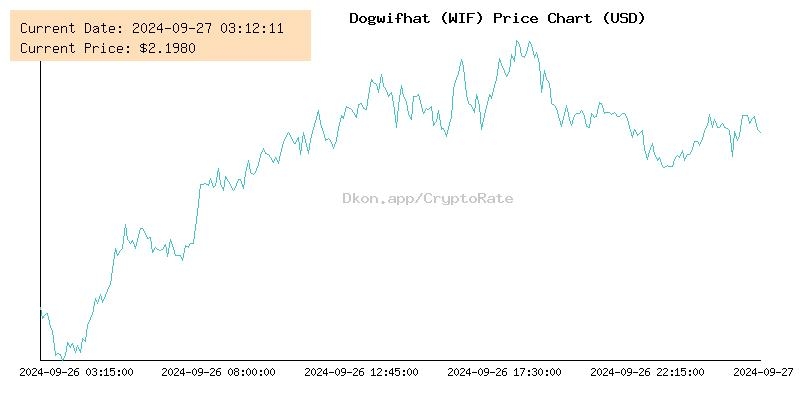 Dogwifhat (WIF) Price Chart (USD)
Current Date: 2024-09-27 03:12:11
Current Price: $2.1980
Dkon.app/CryptoRate
2024-09-26 03:15:00 2024-09-26 08:00:00 2024-09-26 12:45:00 2024-09-26 17:30:00 2024-09-26 22:15:00 2024-09-27